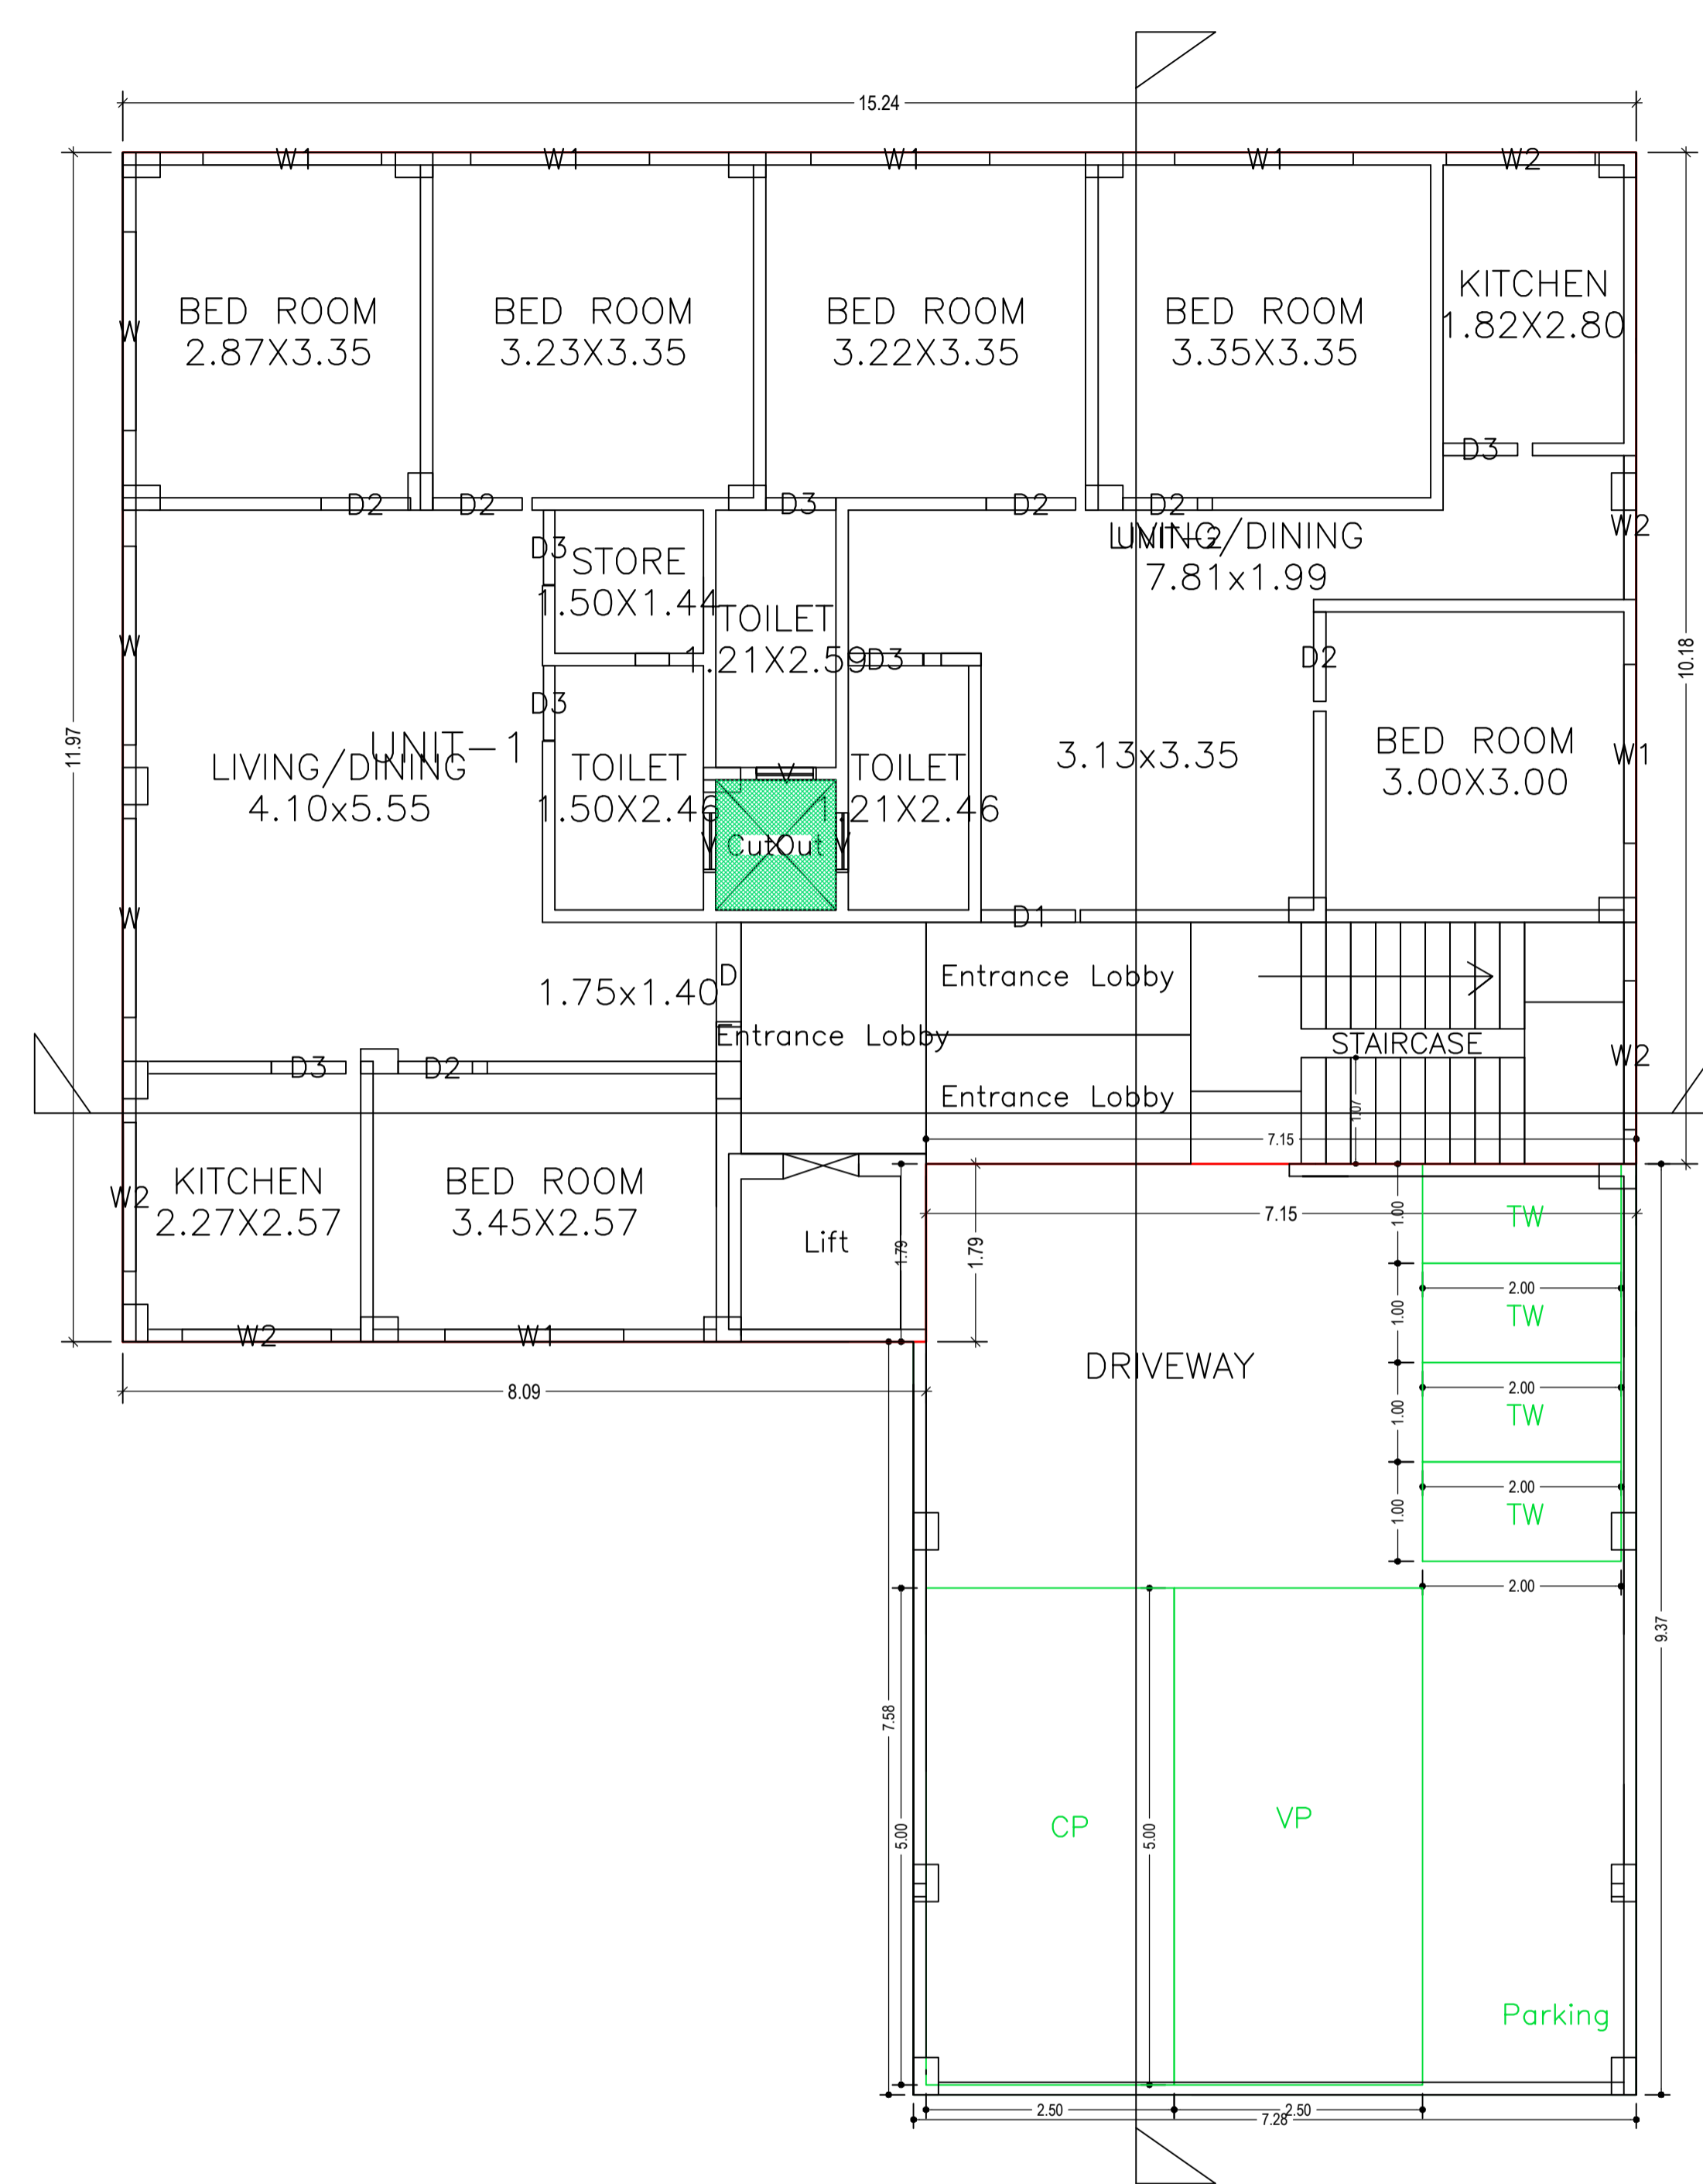 15.24
W1
W1
W1
W1
W2
11.97
10.18
W
BED ROOM
2.87X3.35
BED ROOM
3.23X3.35
BED ROOM
3.22X3.35
BED ROOM
3.35X3.35
KITCHEN
1.82X2.80
D3
D2
D2
D3
D2
D2
W2
D3
STORE
1.50X1.44
TOILET
1.21X2.59
LIVING/DINING
UNIT-2
7.81x1.99
W
D3
D3
D2
UNIT-1
LIVING/DINING
4.10x5.55
TOILET
1.50X2.46
V
TOILET
1.21X2.46
3.13x3.35
BED ROOM
3.00X3.00
W1
V
CutOut
V
W
D1
D
1.75x1.40
Entrance Lobby
Entrance Lobby
Entrance Lobby
STAIRCASE
W2
1.07
D3
D2
7.15
W2
KITCHEN
2.27X2.57
BED ROOM
3.45X2.57
Lift
1.79
1.79
7.15
1.00
TW
2.00
W2
W1
1.00
TW
8.09
DRIVEWAY
2.00
1.00
TW
2.00
1.00
TW
2.00
9.37
7.58
5.00
CP
5.00
VP
Parking
2.50
2.50
7.28